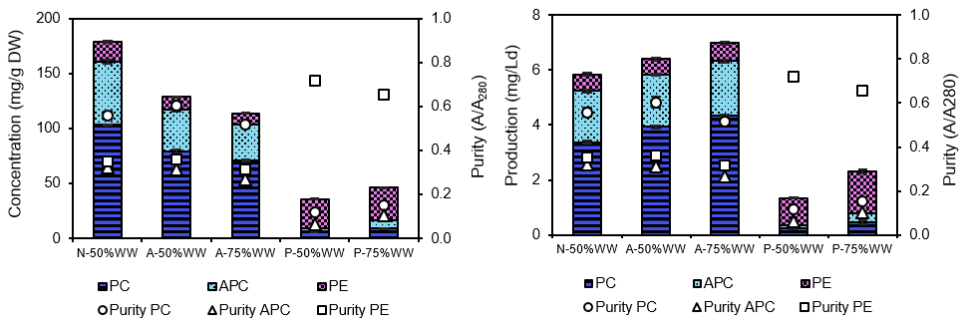 Concentration (mg/g DW)
200
150
100
50
0
1.0
0.8
0.6
0.4
0.2
0.0
Purity (A/A280)
N-50%WW A-50%WW A-75%WW P-50%WW P-75%WW
PC APC PE
Purity PC Purity APC Purity PE
Production (mg/Ld)
8
6
4
2
0
1.0
0.8
0.6
0.4
0.2
0.0
Purity (A/A280)
N-50%WW A-50%WW A-75%WW P-50%WW P-75%WW
PC APC PE
Purity PC Purity APC Purity PE